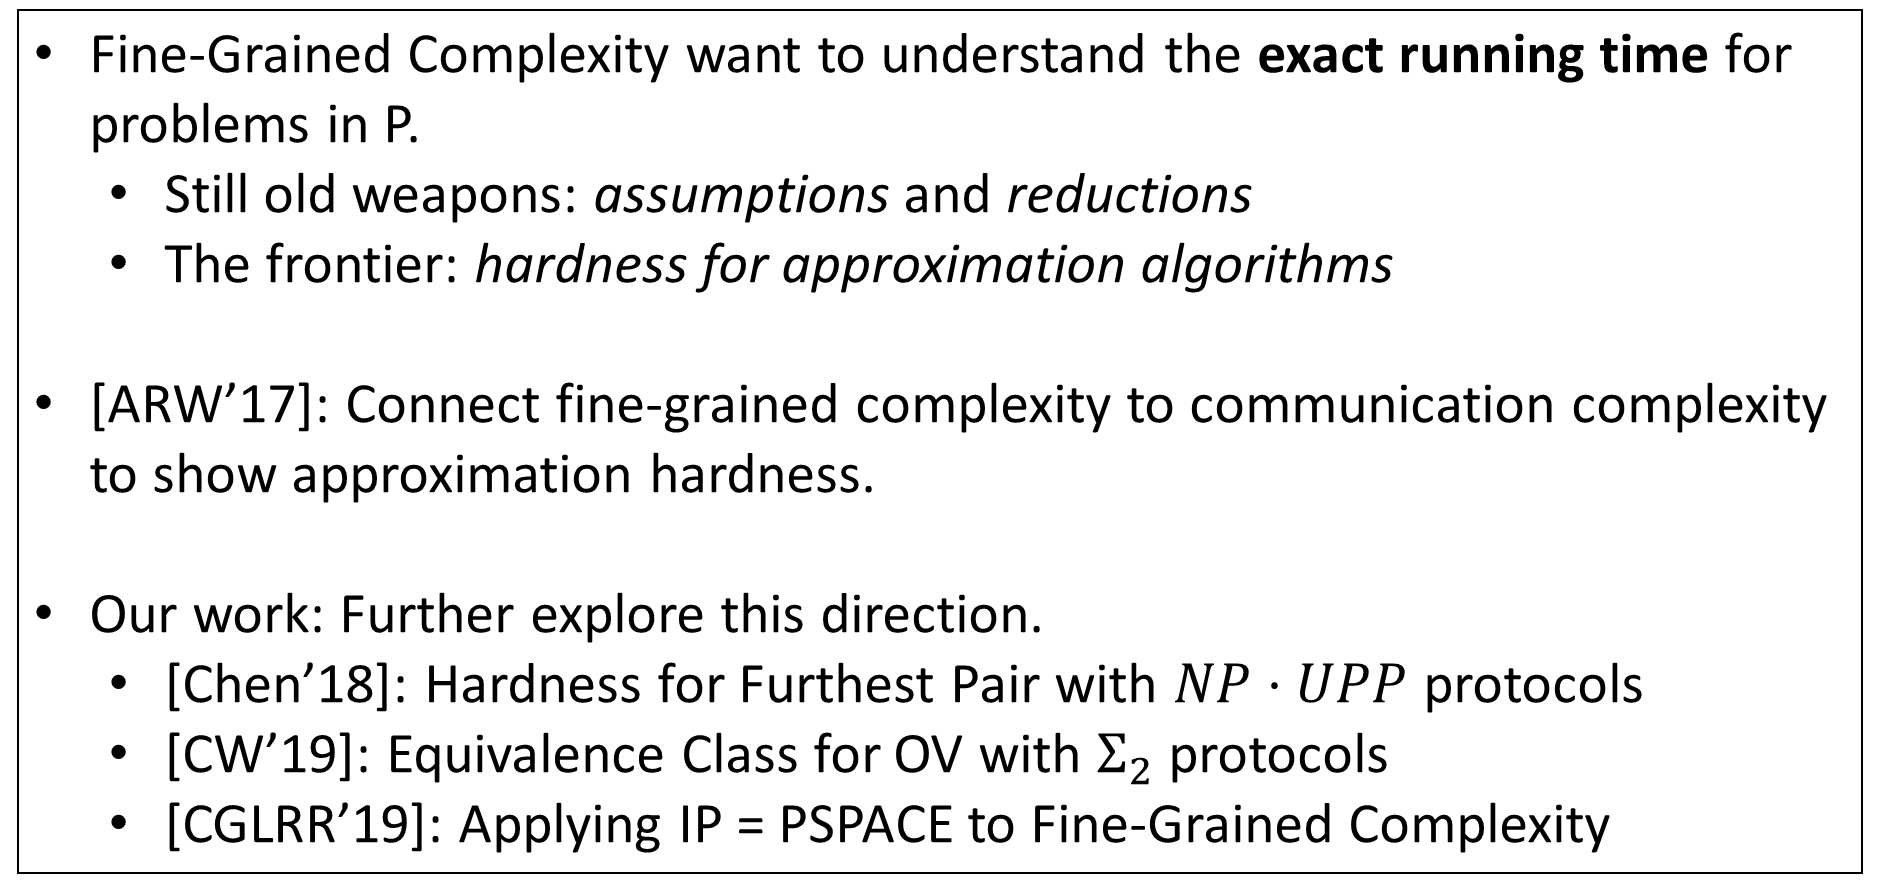 • Fine-Grained Complexity want to understand the exact running time for
problems in P.
• Still old weapons: assumptions and reductions
• The frontier: hardness for approximation algorithms
• [ARW’17]: Connect fine-grained complexity to communication complexity
to show approximation hardness.
• Our work: Further explore this direction.
• [Chen’18]: Hardness for Furthest Pair with NP · UPP protocols
• [CW’19]: Equivalence Class for OV with Σ₂ protocols
• [CGLRR’19]: Applying IP = PSPACE to Fine-Grained Complexity